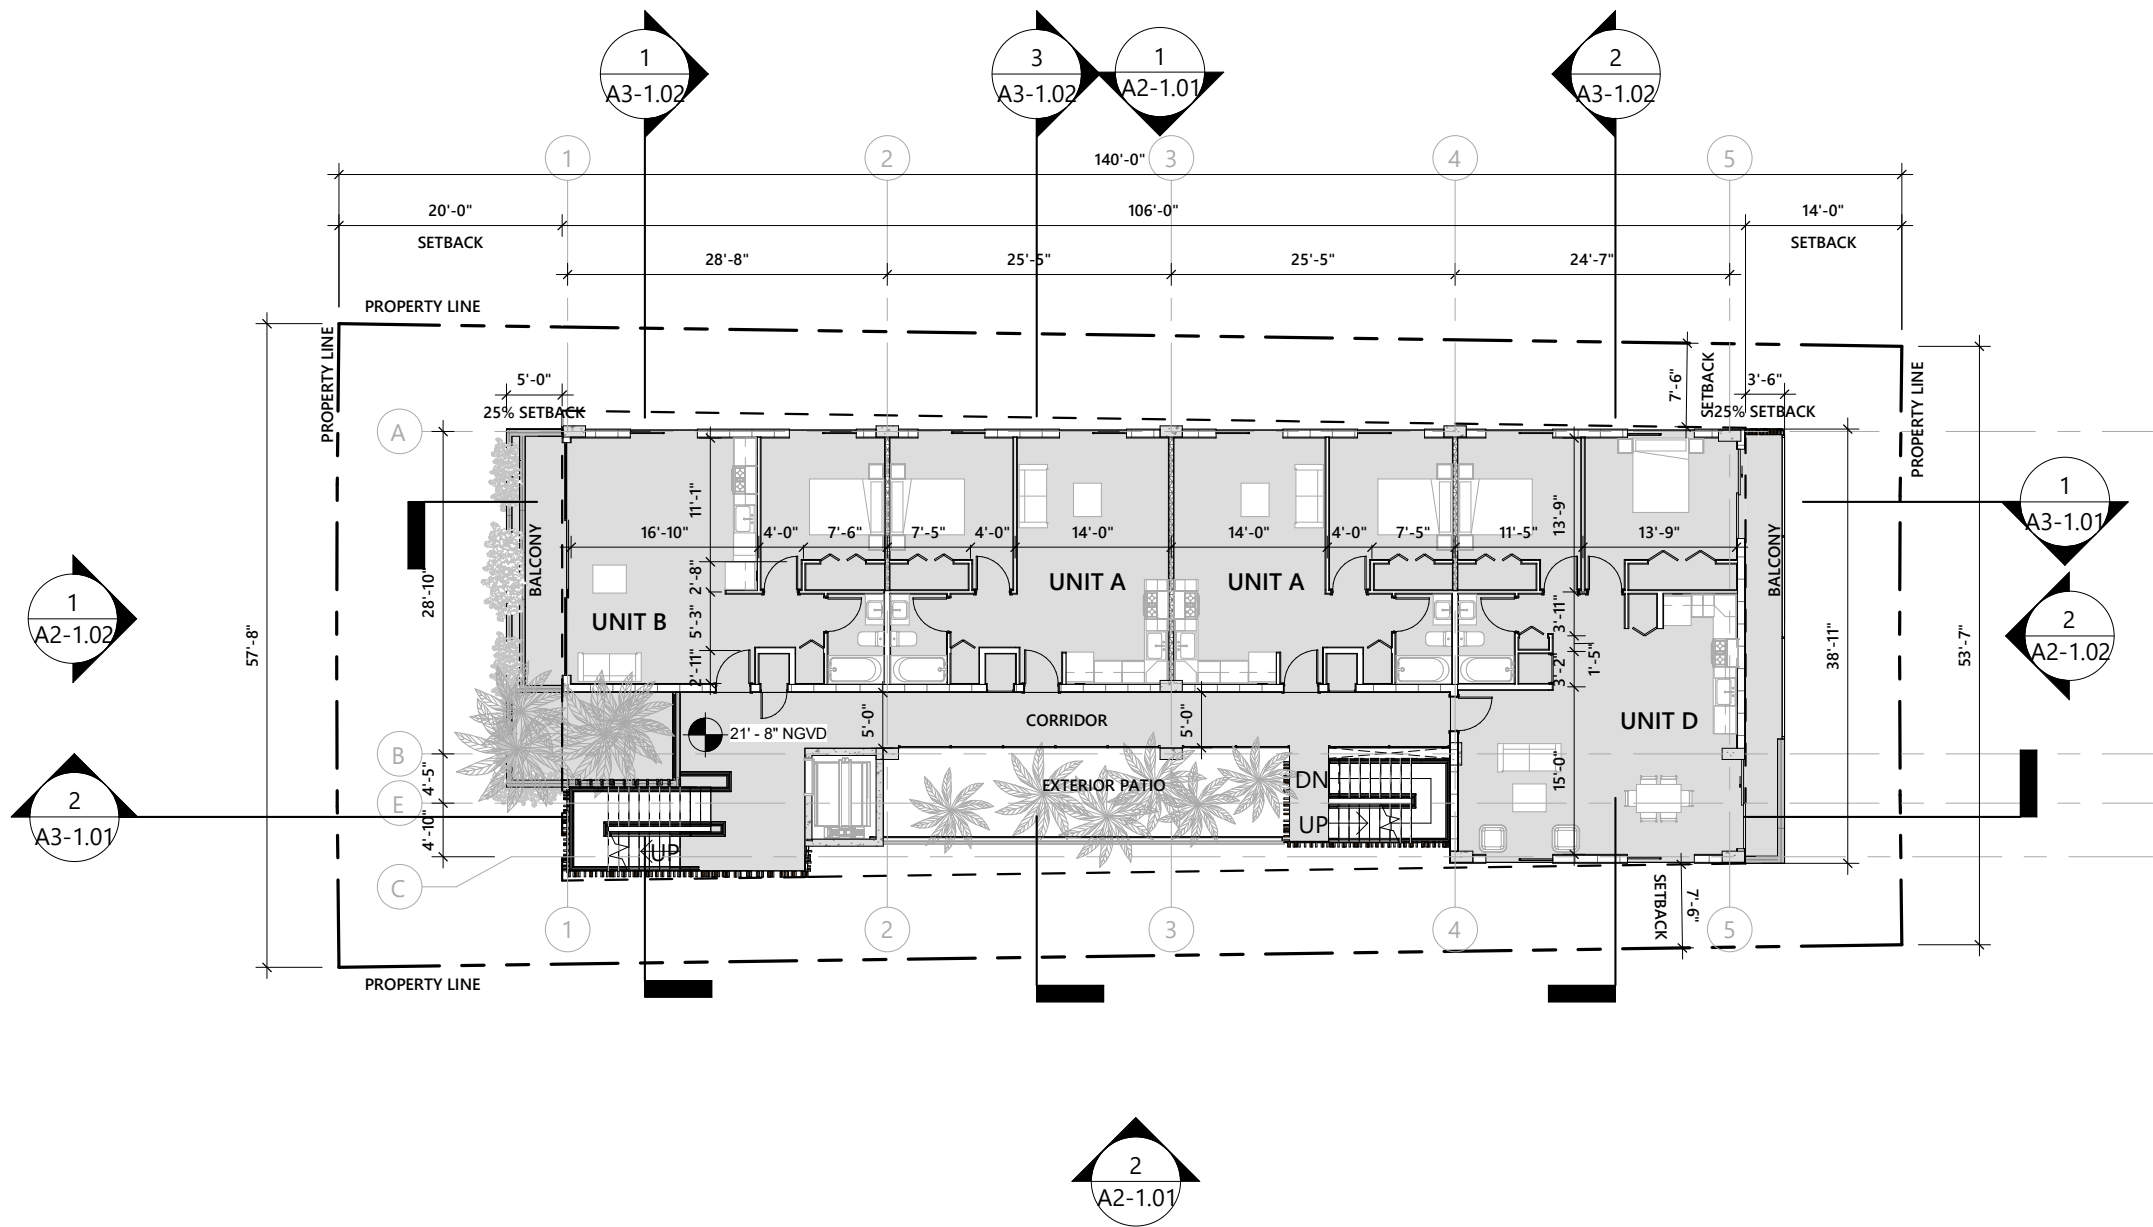 1
A3-1.02
3
A3-1.02
1
A2-1.01
2
A3-1.02
1
2
3
4
5
140'-0"
20'-0"
106'-0"
14'-0"
SETBACK
SETBACK
28'-8"
25'-5"
25'-5"
24'-7"
PROPERTY LINE
PROPERTY LINE
PROPERTY LINE
7'-6"
SETBACK
5'-0"
3'-6"
25% SETBACK
25% SETBACK
A
11'-1"
13'-9"
1
A3-1.01
BALCONY
BALCONY
16'-10"
4'-0"
7'-6"
7'-5"
4'-0"
14'-0"
14'-0"
4'-0"
7'-5"
11'-5"
13'-9"
28'-10"
2'-8"
UNIT A
UNIT A
1
A2-1.02
UNIT B
5'-3"
3'-11"
57'-8"
38'-11"
53'-7"
2
A2-1.02
2'-11"
3'-2"
1'-5"
21' - 8" NGVD
5'-0"
CORRIDOR
5'-0"
UNIT D
B
4'-5"
EXTERIOR PATIO
DN
15'-0"
E
2
A3-1.01
4'-10"
UP
UP
C
SETBACK
7'-6"
1
2
3
4
5
PROPERTY LINE
2
A2-1.01